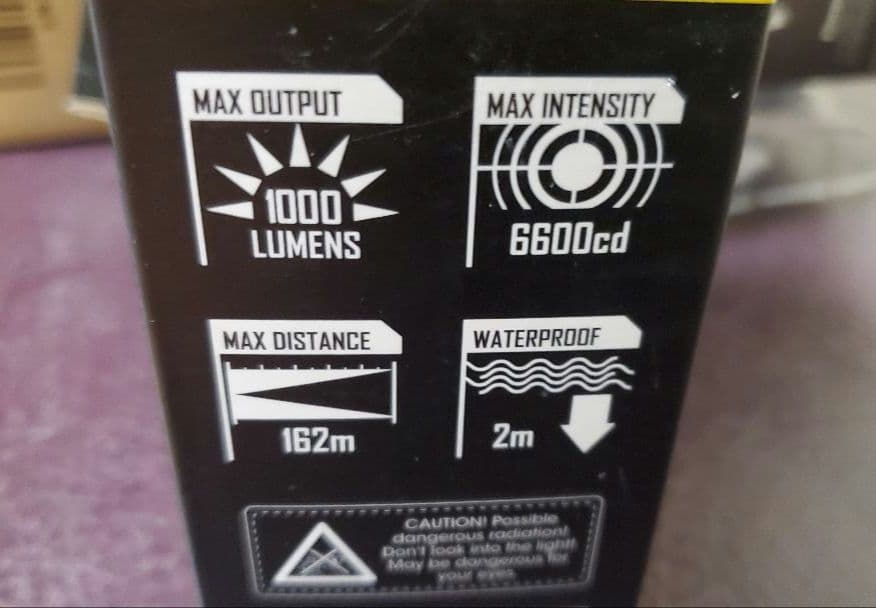 MAX OUTPUT
1000
LUMENS
MAX INTENSITY
6600cd
MAX DISTANCE
162m
WATERPROOF
2m
CAUTION! Possible
dangerous radiation!
Don't look into the light!
May be dangerous for
your eyes.